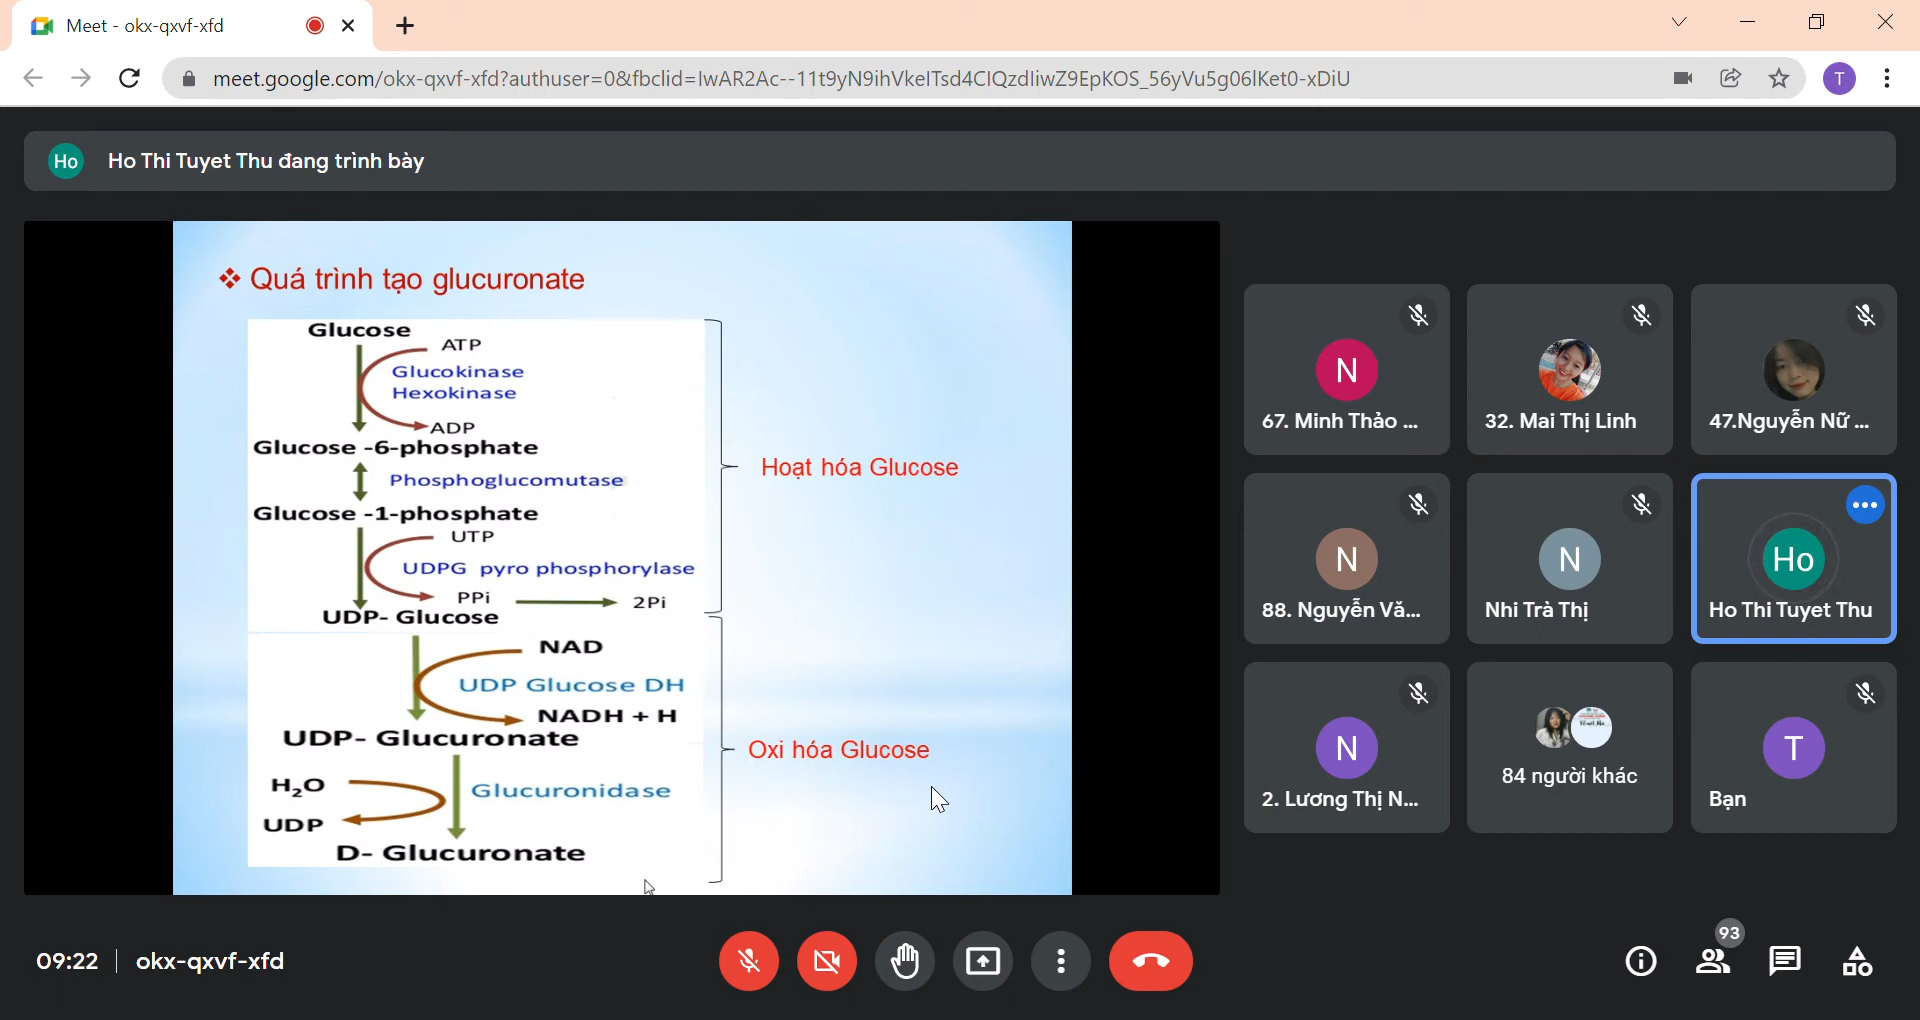 Meet - okx-qxvf-xfd
meet.google.com/okx-qxvf-xfd?authuser=0&fbclid=IwAR2Ac--11t9yN9ihVkeITsd4CIQzdIiwZ9EpKOS_56yVu5g06lKet0-xDiU
T
Ho
Ho Thi Tuyet Thu đang trình bày
❖ Quá trình tạo glucuronate
Glucose
ATP
Glucokinase
Hexokinase
ADP
Glucose -6-phosphate
Phosphoglucomutase
Glucose -1-phosphate
UTP
UDPG pyro phosphorylase
PPi
2Pi
UDP- Glucose
Hoạt hóa Glucose
NAD
UDP Glucose DH
NADH + H
UDP- Glucuronate
H₂O
Glucuronidase
UDP
D- Glucuronate
Oxi hóa Glucose
N
67. Minh Thảo ...
32. Mai Thị Linh
47.Nguyễn Nữ ...
N
88. Nguyễn Vă...
N
Nhi Trà Thị
Ho
Ho Thi Tuyet Thu
N
2. Lương Thị N...
84 người khác
T
Bạn
09:22
okx-qxvf-xfd
93